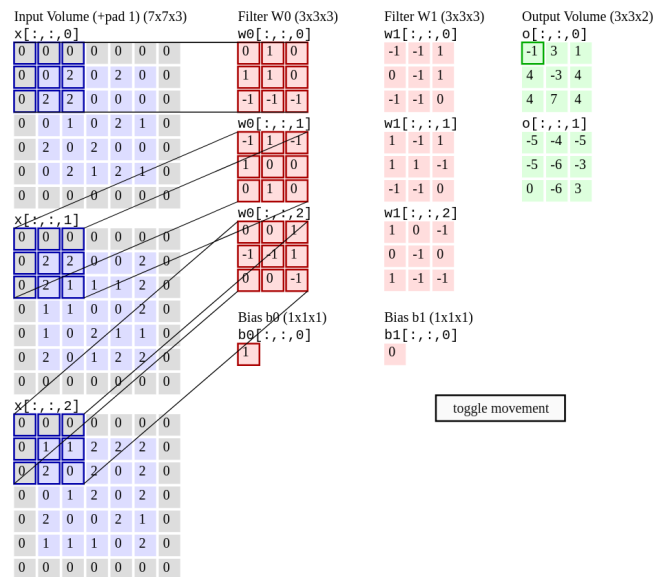 Input Volume (+pad 1) (7x7x3)
x[:,:,0]
0 0 0 0 0 0 0
0 0 2 0 2 0 0
0 2 2 0 0 0 0
0 0 1 0 2 1 0
0 2 0 2 0 0 0
0 0 2 1 2 1 0
0 0 0 0 0 0 0
x[:,:,1]
0 0 0 0 0 0 0
0 2 2 0 0 2 0
0 2 1 1 1 2 0
0 1 1 0 0 2 0
0 1 0 2 1 1 0
0 2 0 1 2 2 0
0 0 0 0 0 0 0
x[:,:,2]
0 0 0 0 0 0 0
0 1 1 2 2 2 0
0 2 0 2 0 2 0
0 0 1 2 0 2 0
0 2 0 0 2 1 0
0 1 1 1 0 2 0
0 0 0 0 0 0 0
Filter W0 (3x3x3)
w0[:,:,0]
0 1 0
1 1 0
-1 -1 -1
w0[:,:,1]
-1 1 -1
1 0 0
0 1 0
w0[:,:,2]
0 0 1
-1 -1 1
0 0 -1
Bias b0 (1x1x1)
b0[:,:,0]
1
Filter W1 (3x3x3)
w1[:,:,0]
-1 -1 1
0 -1 1
-1 -1 0
w1[:,:,1]
1 -1 1
1 1 -1
-1 -1 0
w1[:,:,2]
1 0 -1
0 -1 0
1 -1 -1
Bias b1 (1x1x1)
b1[:,:,0]
0
Output Volume (3x3x2)
o[:,:,0]
-1 3 1
4 -3 4
4 7 4
o[:,:,1]
-5 -4 -5
-5 -6 -3
0 -6 3
toggle movement